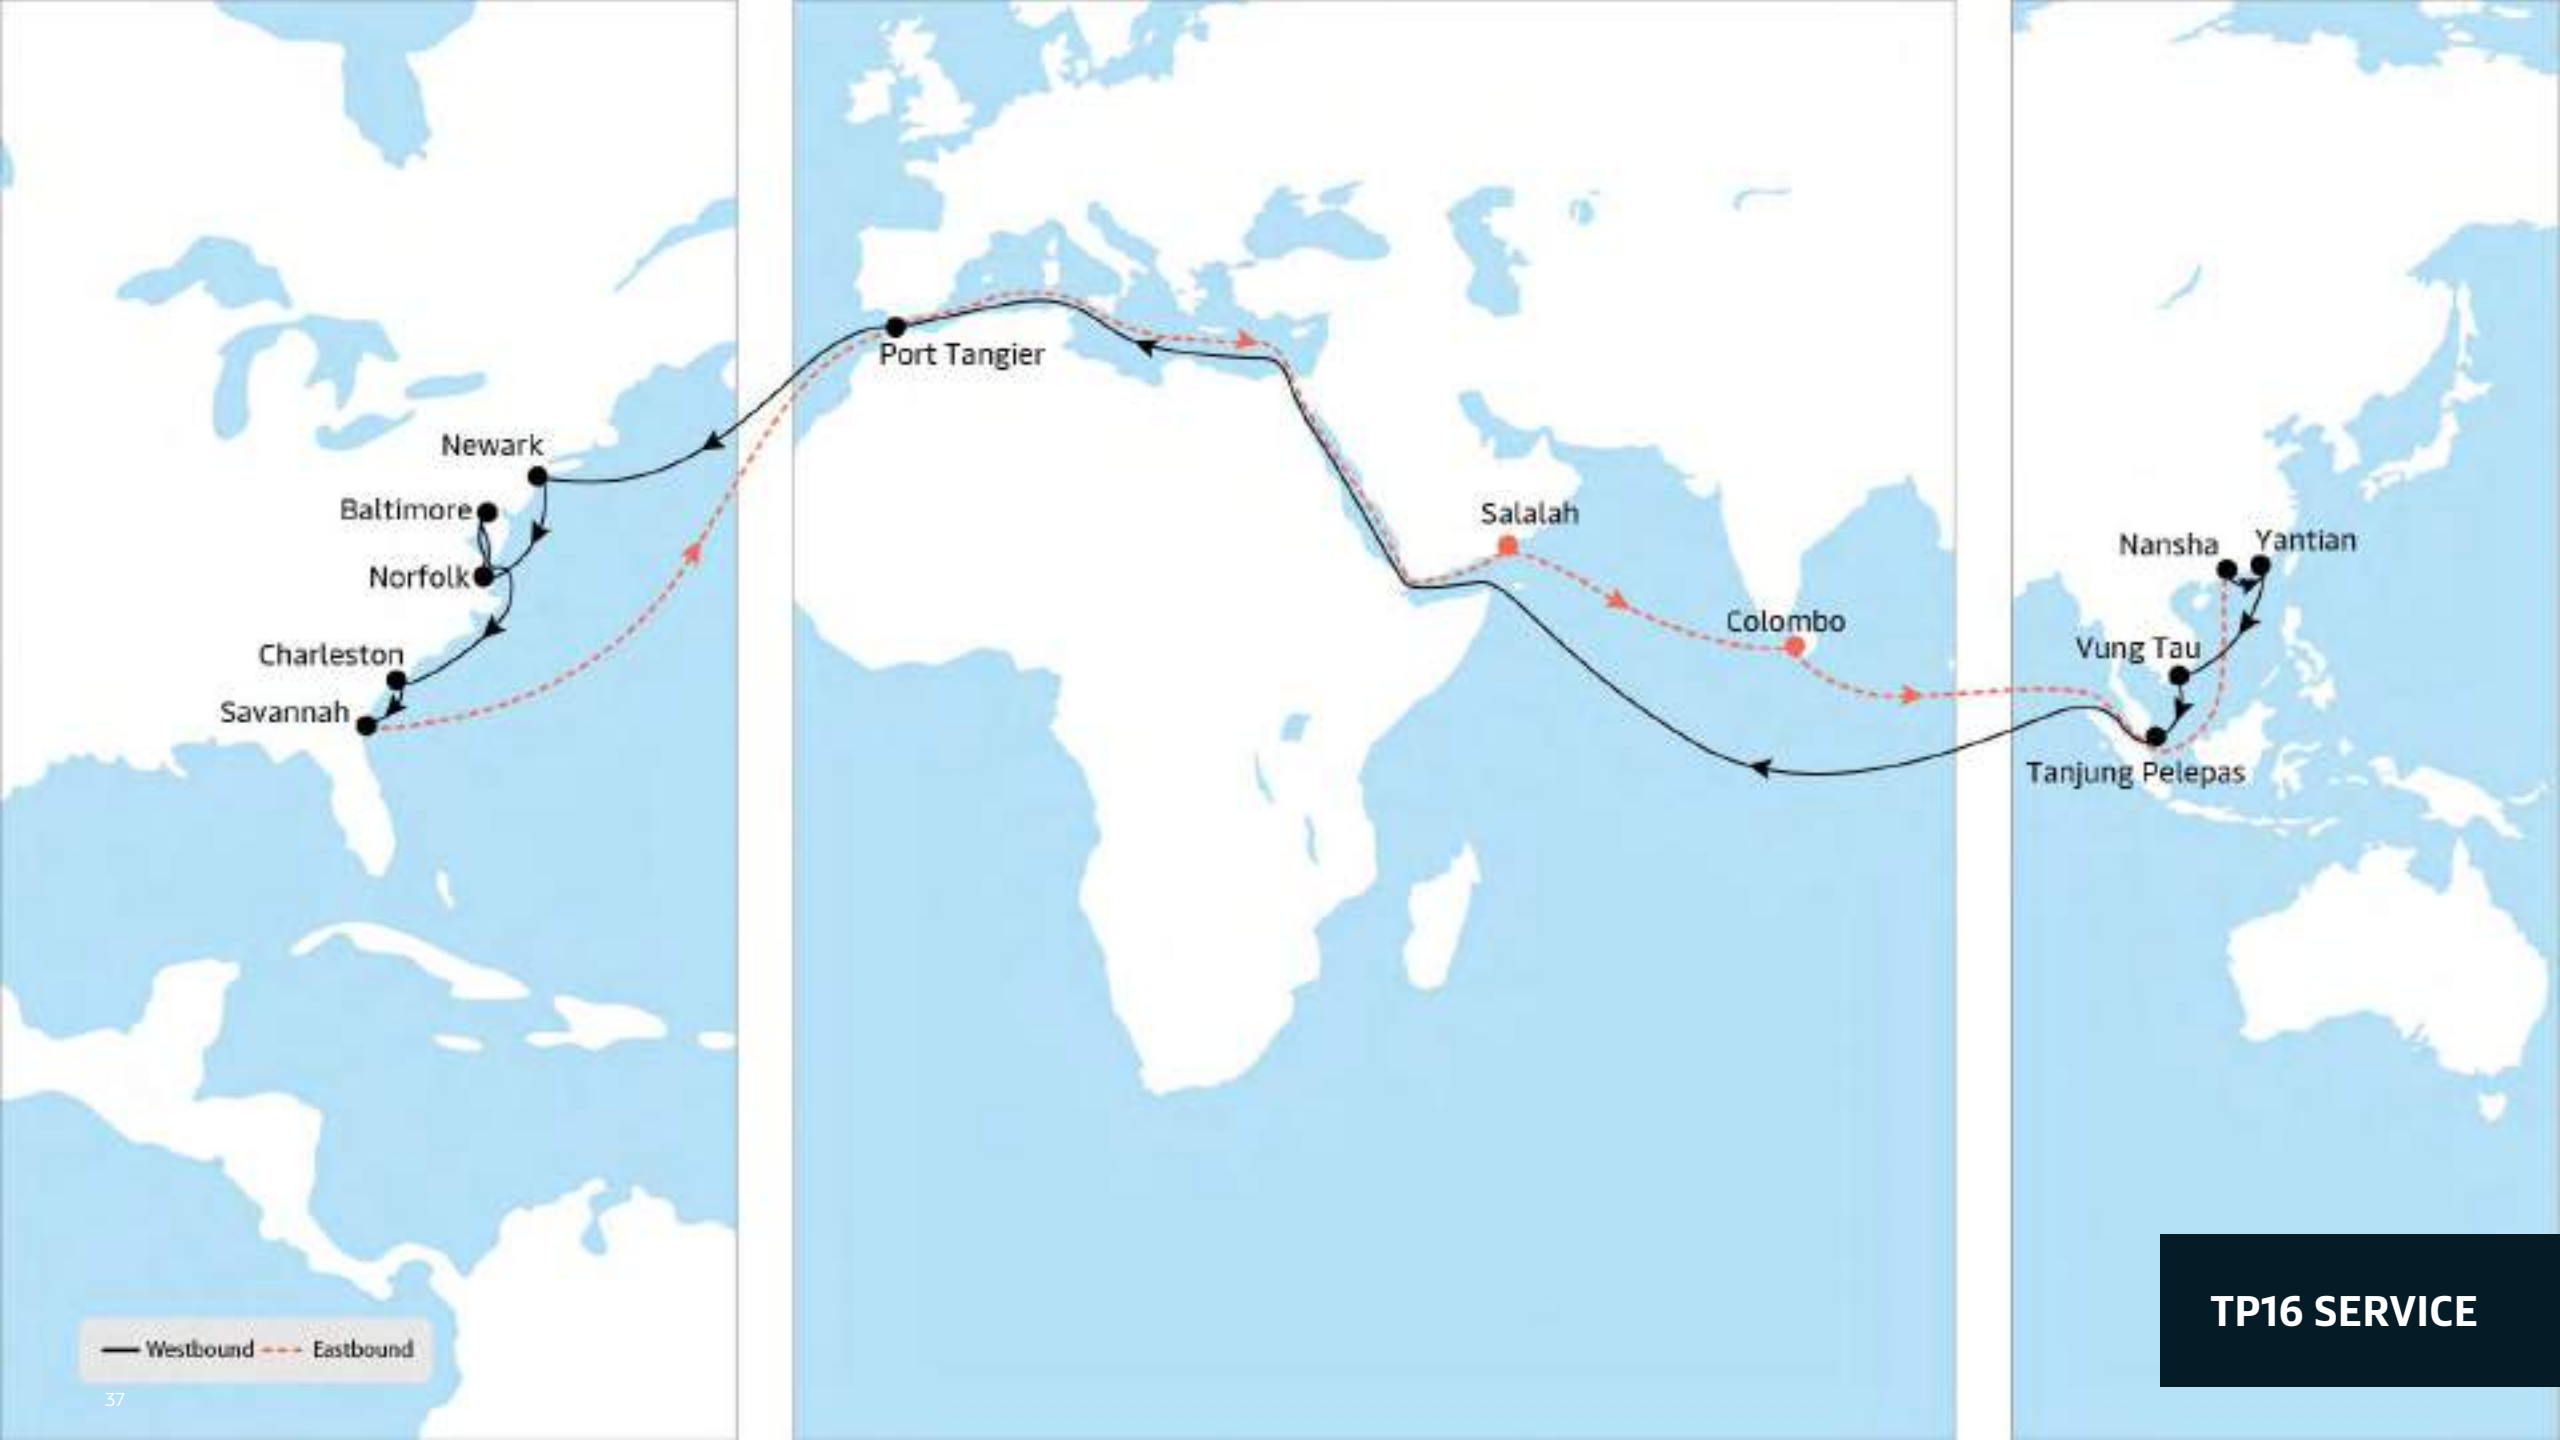 Port Tangier
Newark
Baltimore
Norfolk
Charleston
Savannah
Salalah
Colombo
Nansha
Yantian
Vung Tau
Tanjung Pelepas
Westbound
Eastbound
37
TP16 SERVICE